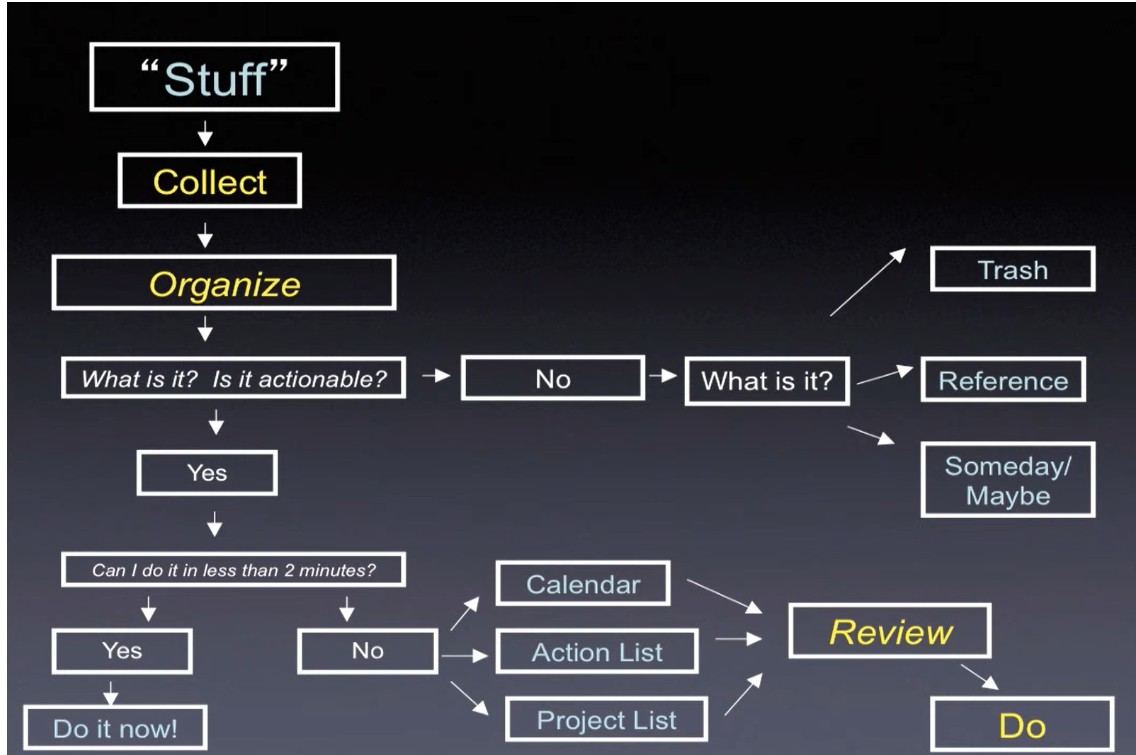 “Stuff”
Collect
Organize
Trash
What is it? Is it actionable?
No
What is it?
Reference
Yes
Someday/
Maybe
Can I do it in less than 2 minutes?
Calendar
Yes
No
Action List
Review
Do it now!
Project List
Do